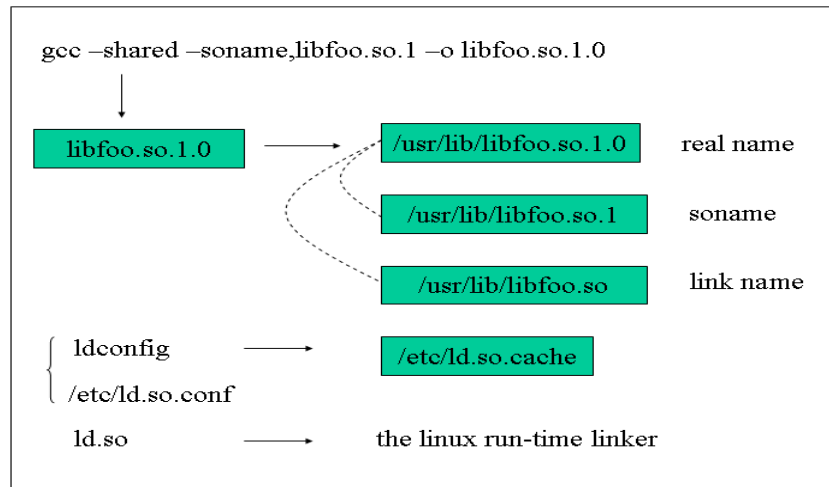 gcc –shared –soname,libfoo.so.1 –o libfoo.so.1.0
libfoo.so.1.0
/usr/lib/libfoo.so.1.0
real name
/usr/lib/libfoo.so.1
soname
/usr/lib/libfoo.so
link name
ldconfig
/etc/ld.so.cache
/etc/ld.so.conf
ld.so
the linux run-time linker